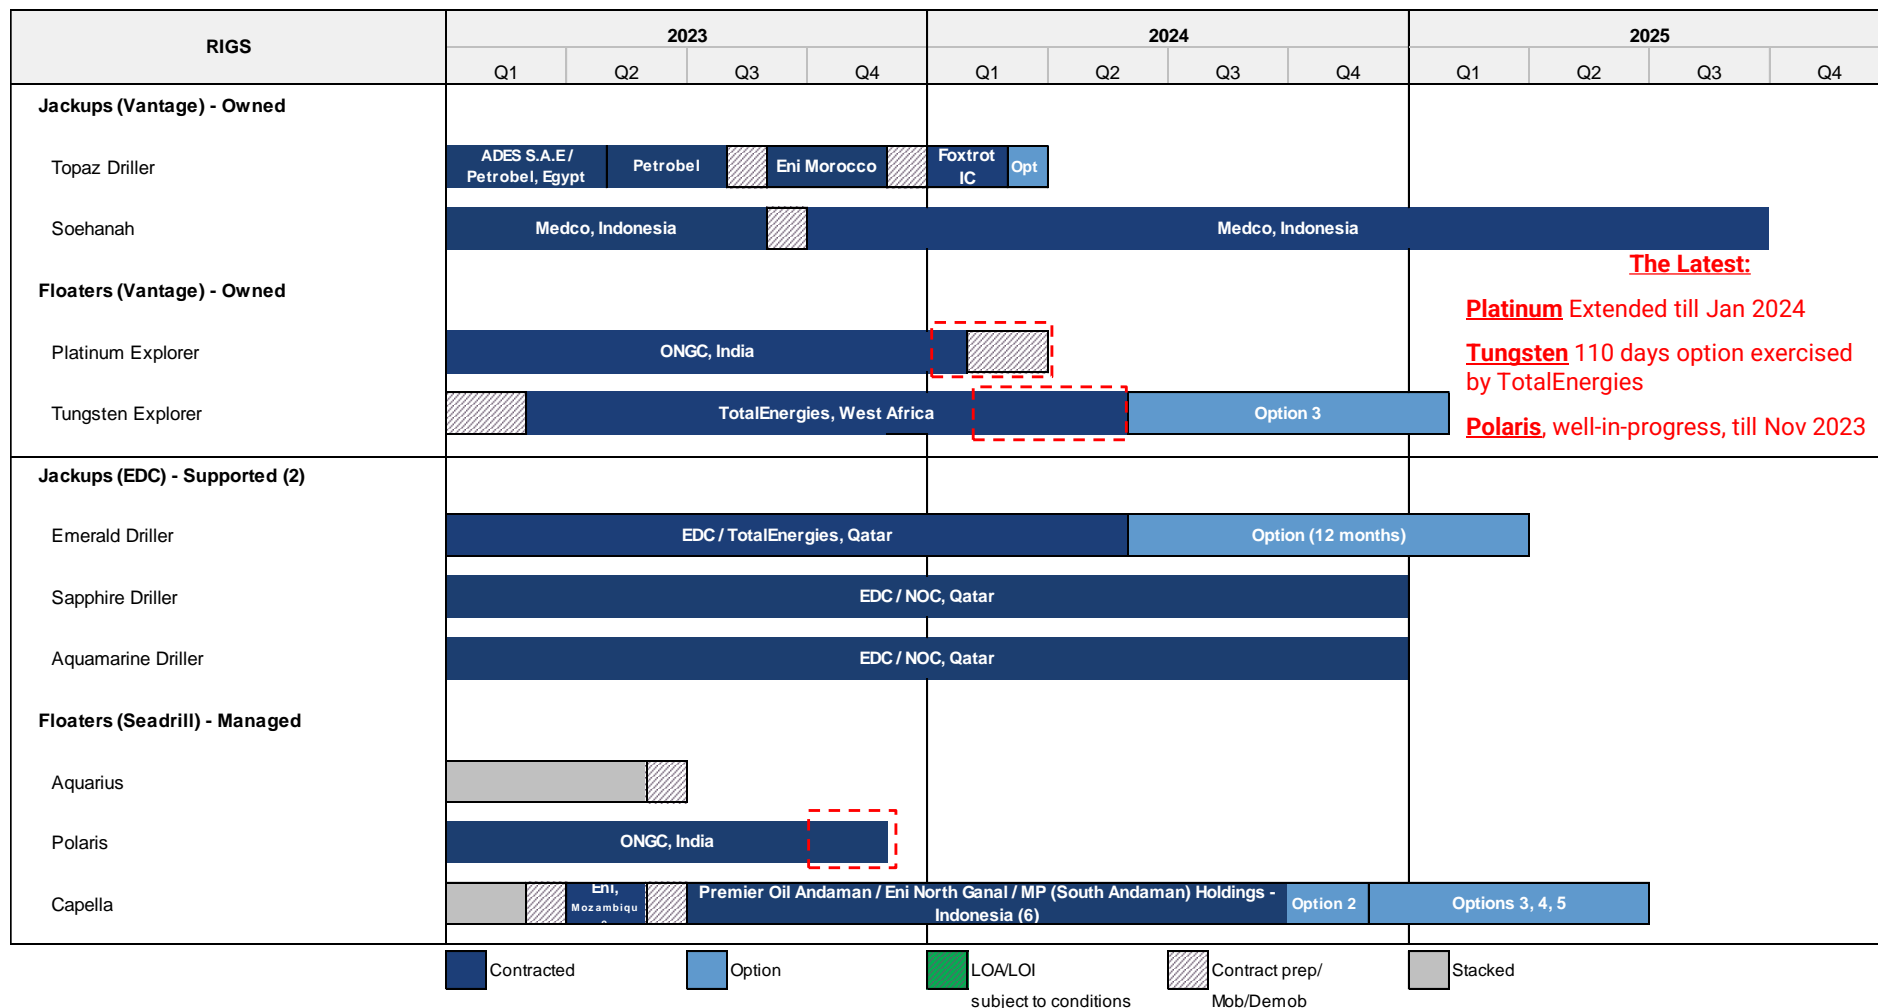 RIGS
2023
2024
2025
Q1 Q2 Q3 Q4 Q1 Q2 Q3 Q4 Q1 Q2 Q3 Q4
Jackups (Vantage) - Owned
Topaz Driller
ADES S.A.E /
Petrobel, Egypt
Petrobel
Eni Morocco
Foxtrot
IC
Opt
Soehanah
Medco, Indonesia
Medco, Indonesia
The Latest:
Floaters (Vantage) - Owned
Platinum Extended till Jan 2024
Platinum Explorer
ONGC, India
Tungsten 110 days option exercised
by TotalEnergies
Tungsten Explorer
TotalEnergies, West Africa
Option 3
Polaris, well-in-progress, till Nov 2023
Jackups (EDC) - Supported (2)
Emerald Driller
EDC / TotalEnergies, Qatar
Option (12 months)
Sapphire Driller
EDC / NOC, Qatar
Aquamarine Driller
EDC / NOC, Qatar
Floaters (Seadrill) - Managed
Aquarius
Polaris
ONGC, India
Capella
Eni,
Mozambiqu
Premier Oil Andaman / Eni North Ganal / MP (South Andaman) Holdings -
Indonesia (6)
Option 2
Options 3, 4, 5
Contracted
Option
LOA/LOI
subject to conditions
Contract prep/
Mob/Demob
Stacked